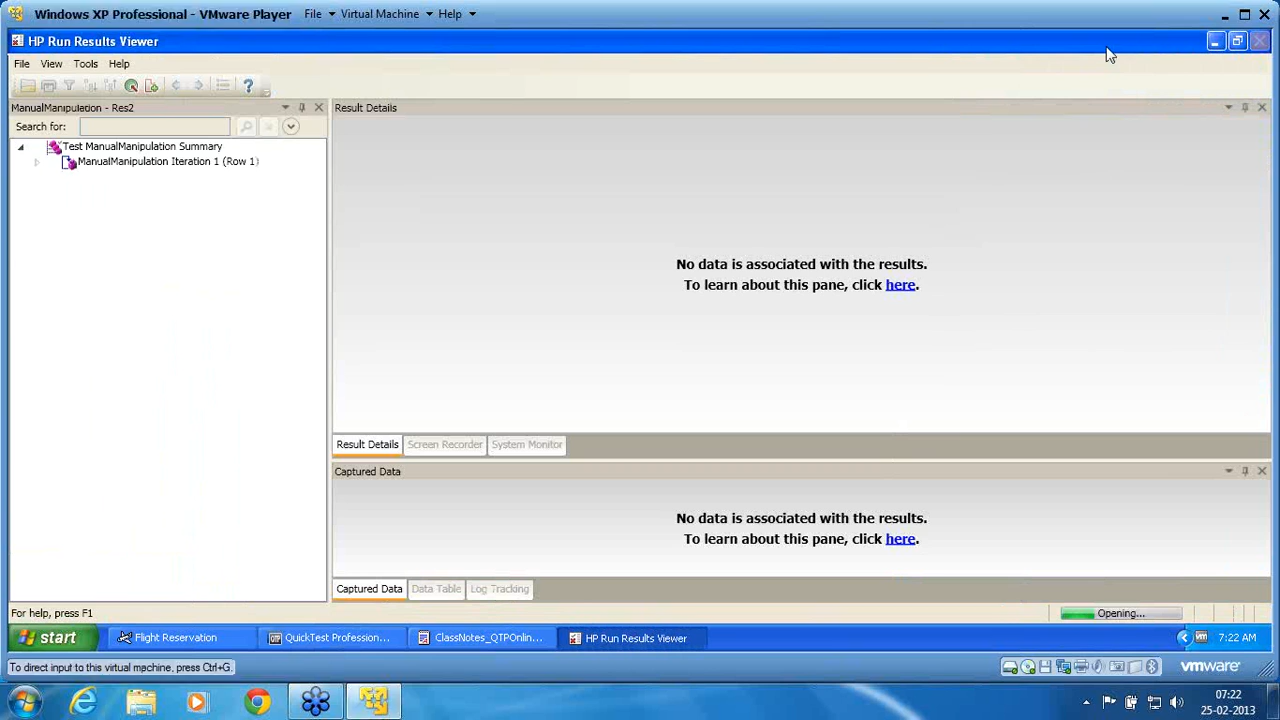 Windows XP Professional - VMware Player File Virtual Machine Help
HP Run Results Viewer
File View Tools Help
ManualManipulation - Res2
Result Details
Search for:
Test ManualManipulation Summary
ManualManipulation Iteration 1 (Row 1)
No data is associated with the results.
To learn about this pane, click here.
Result Details Screen Recorder System Monitor
Captured Data
No data is associated with the results.
To learn about this pane, click here.
Captured Data Data Table Log Tracking
For help, press F1
Opening...
start Flight Reservation QuickTest Profession... ClassNotes_QTPOnlin... HP Run Results Viewer 7:22 AM
To direct input to this virtual machine, press Ctrl+G.
vmware
07:22
25-02-2013